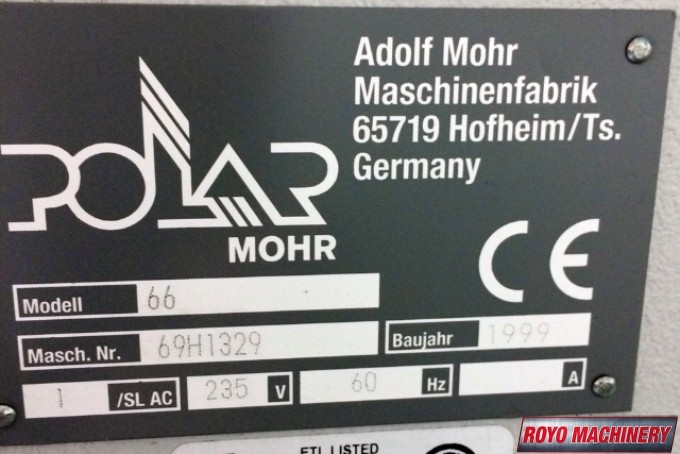 POLAR
MOHR
Adolf Mohr
Maschinenfabrik
65719 Hofheim/Ts.
Germany
CE
Modell 66
Masch. Nr. 69H1329 Baujahr 1999
1 /SL AC 235 V 60 Hz A
ETL LISTED
ROYO MACHINERY